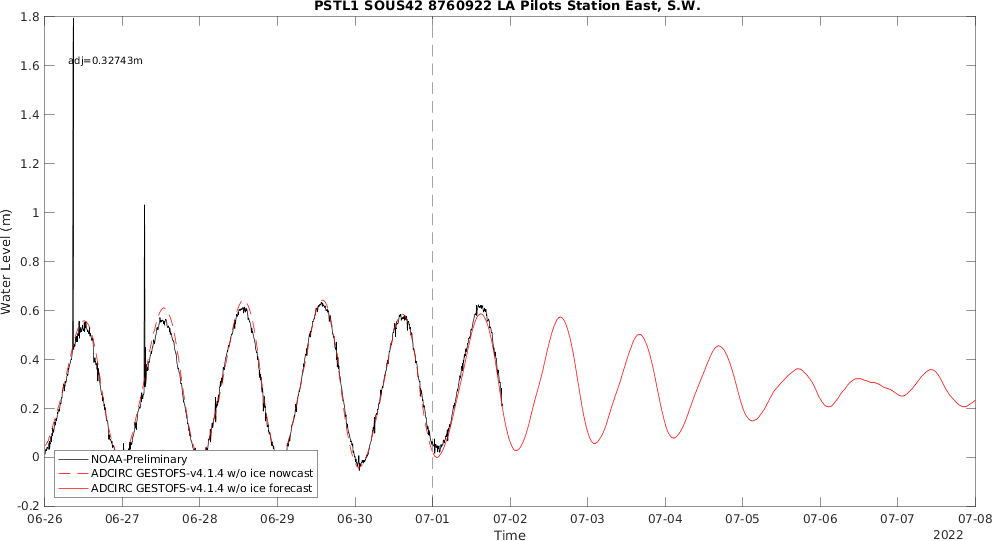 PSTL1 SOUS42 8760922 LA Pilots Station East, S.W.
1.8
1.6
1.4
1.2
1
0.8
0.6
0.4
0.2
0
-0.2
Water Level (m)
adj=0.32743m
NOAA-Preliminary
ADCIRC GESTOFS-v4.1.4 w/o ice nowcast
ADCIRC GESTOFS-v4.1.4 w/o ice forecast
06-26 06-27 06-28 06-29 06-30 07-01 07-02 07-03 07-04 07-05 07-06 07-07 07-08
Time
2022